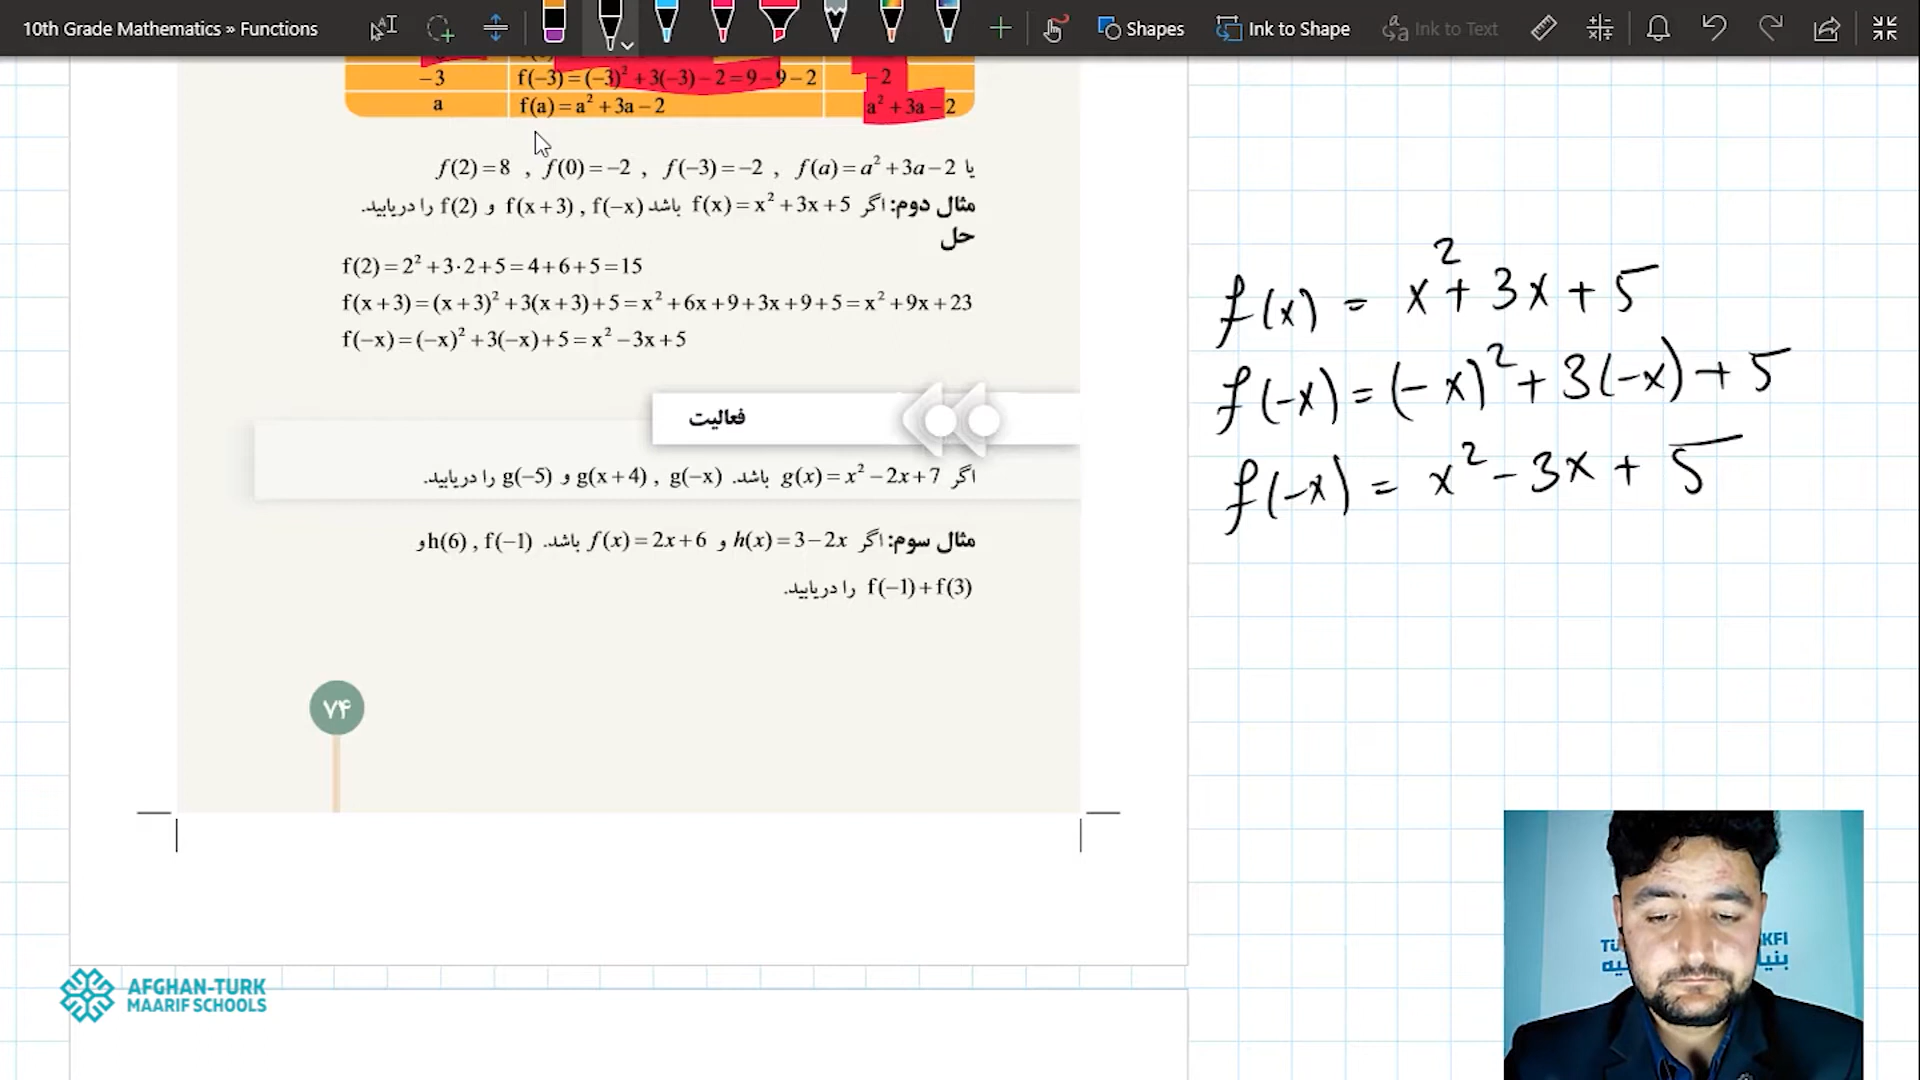 10th Grade Mathematics » Functions
Shapes
Ink to Shape
Ink to Text
−3 f(−3) = (−3)² + 3(−3) − 2 = 9 − 9 − 2 −2
a f(a) = a² + 3a − 2 a² + 3a − 2
f(2) = 8 , f(0) = −2 , f(−3) = −2 , f(a) = a² + 3a − 2 یا
مثال دوم: اگر f(x) = x² + 3x + 5 باشد f(x + 3) , f(−x) و f(2) را دریابید.
حل
f(2) = 2² + 3·2 + 5 = 4 + 6 + 5 = 15
f(x + 3) = (x + 3)² + 3(x + 3) + 5 = x² + 6x + 9 + 3x + 9 + 5 = x² + 9x + 23
f(−x) = (−x)² + 3(−x) + 5 = x² − 3x + 5
فعالیت
اگر g(x) = x² − 2x + 7 باشد. g(x + 4) , g(−x) و g(−5) را دریابید.
مثال سوم: اگر h(x) = 3 − 2x و f(x) = 2x + 6 باشد. h(6) , f(−1) و
f(−1) + f(3) را دریابید.
۷۴
f(x) = x² + 3x + 5
f(−x) = (−x)² + 3(−x) + 5
f(−x) = x² − 3x + 5
AFGHAN-TURK
MAARIF SCHOOLS